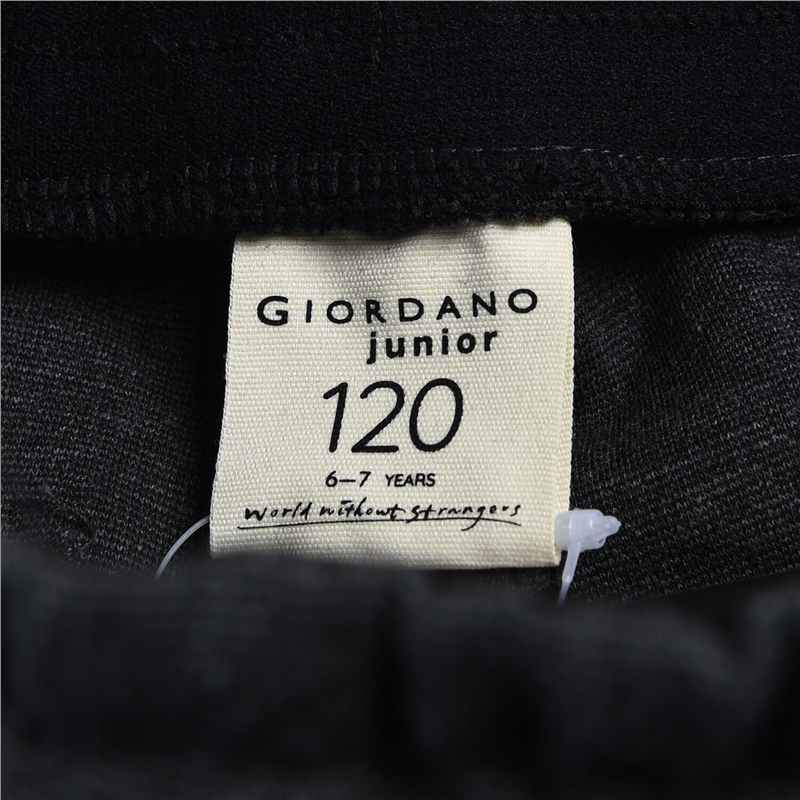 GIORDANO
junior
120
6–7 YEARS
World without strangers